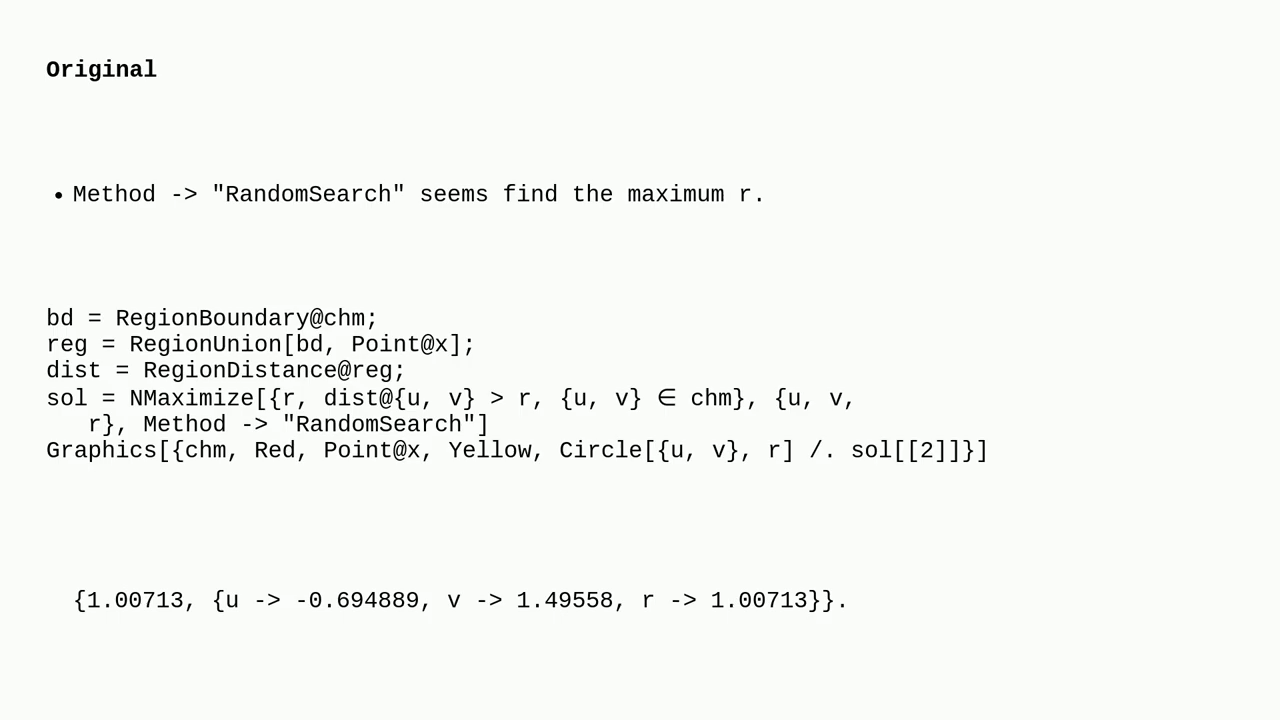 Original
• Method -> "RandomSearch" seems find the maximum r.
bd = RegionBoundary@chm;
reg = RegionUnion[bd, Point@x];
dist = RegionDistance@reg;
sol = NMaximize[{r, dist@{u, v} > r, {u, v} ∈ chm}, {u, v,
   r}, Method -> "RandomSearch"]
Graphics[{chm, Red, Point@x, Yellow, Circle[{u, v}, r] /. sol[[2]]}]
{1.00713, {u -> -0.694889, v -> 1.49558, r -> 1.00713}}.